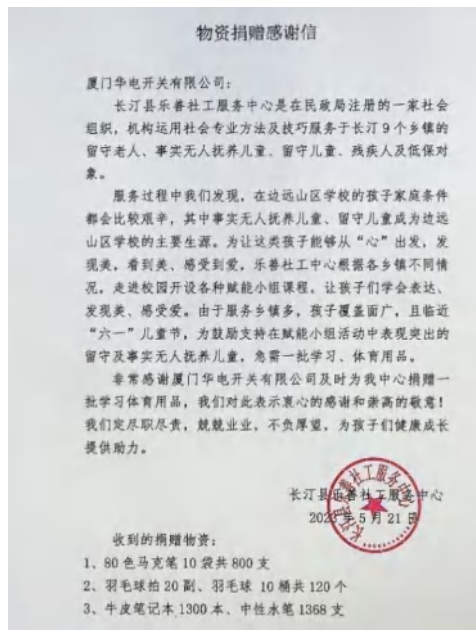 物资捐赠感谢信
厦门华电开关有限公司：
长汀县乐善社工服务中心是在民政局注册的一家社会
组织，机构运用社会专业方法及技巧服务于长汀9个乡镇的
留守老人、事实无人抚养儿童、留守儿童、残疾人及低保对
象。
服务过程中我们发现，在边远山区学校的孩子家庭条件
都会比较艰辛，其中事实无人抚养儿童、留守儿童成为边远
山区学校的主要生源。为让这类孩子能够从“心”出发，发
现美，看到美、感受到爱，乐善社工中心根据各乡镇不同情
况，走进校园开设各种赋能小组课程，让孩子们学会表达、
发现美、感受爱。由于服务乡镇多，孩子覆盖面广，且临近
“六一”儿童节，为鼓励支持在赋能小组活动中表现突出的
留守及事实无人抚养儿童，急需一批学习、体育用品。
非常感谢厦门华电开关有限公司及时为我中心捐赠一
批学习体育用品，我们对此表示衷心的感谢和崇高的敬意！
我们定尽职尽责，兢兢业业，不负厚望，为孩子们健康成长
提供助力。
长汀县乐善社工服务中心
2023年5月21日
收到的捐赠物资：
1、80色马克笔10袋共800支
2、羽毛球拍20副、羽毛球 10桶共120个
3、牛皮笔记本1300本、中性水笔1368支